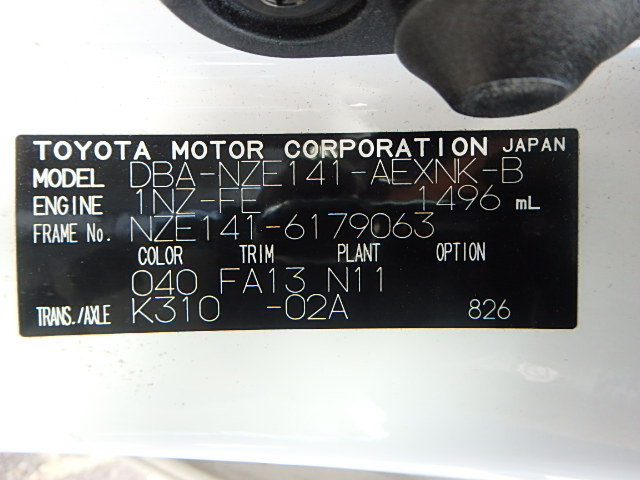 TOYOTA MOTOR CORPORATION JAPAN
MODEL DBA-NZE141-AEXNK-B
ENGINE 1NZ-FE 1496 mL
FRAME No. NZE141-6179063
COLOR TRIM PLANT OPTION
040 FA13 N11
TRANS./AXLE K310 -02A 826